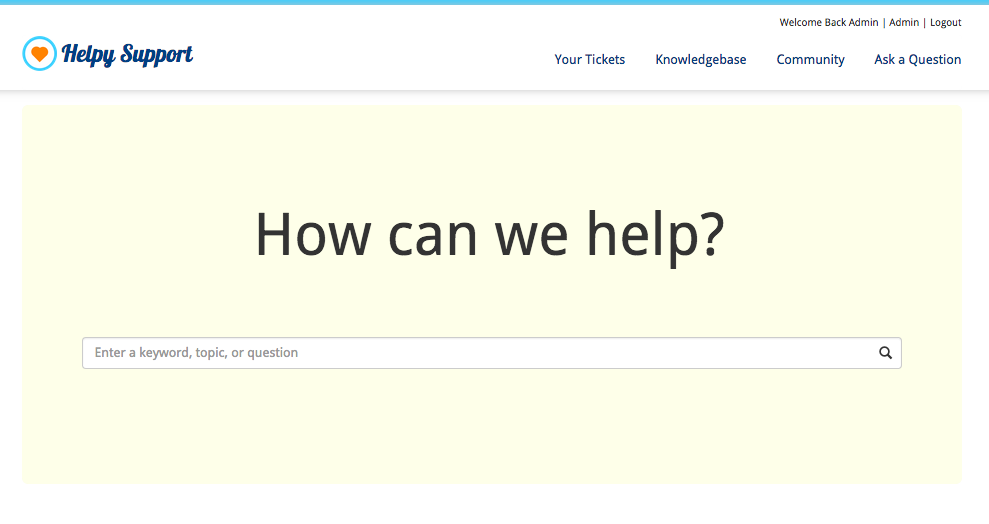 Welcome Back Admin | Admin | Logout
Helpy Support
Your Tickets Knowledgebase Community Ask a Question
How can we help?
Enter a keyword, topic, or question